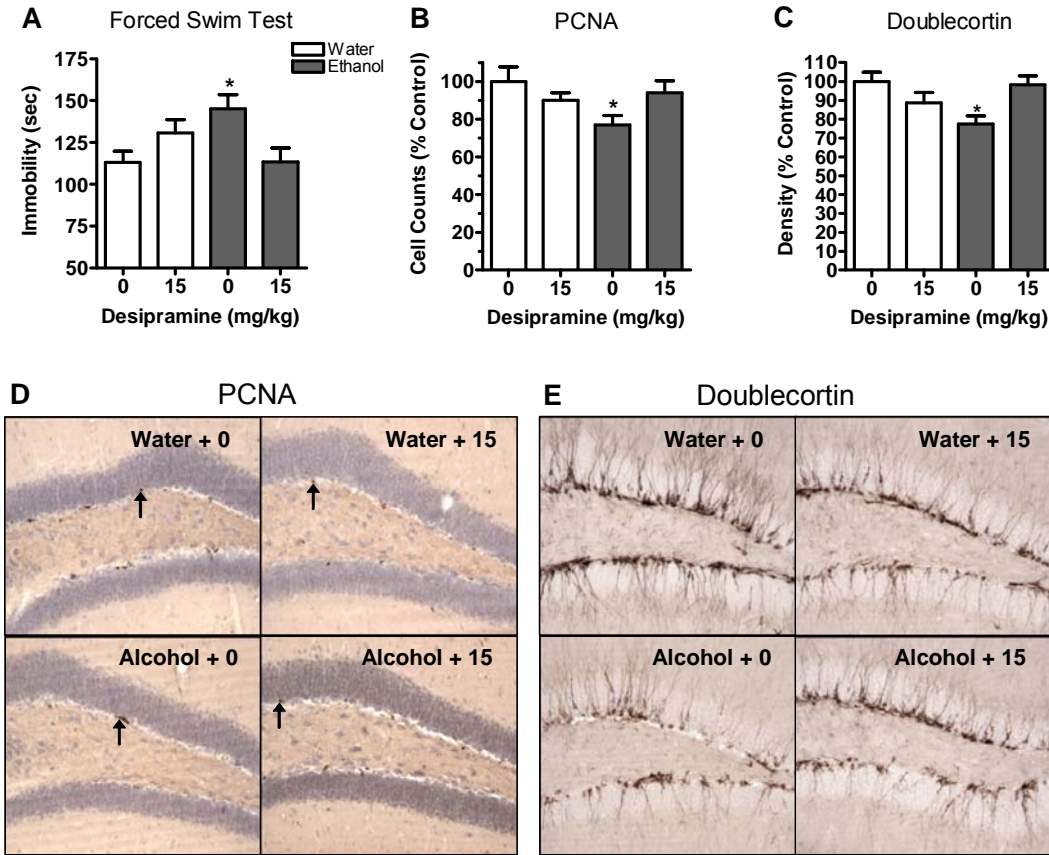 A Forced Swim Test
Water
Ethanol
Immobility (sec)
175
150
125
100
75
50
*
0 15 0 15
Desipramine (mg/kg)
B PCNA
Cell Counts (% Control)
100
80
60
40
20
0
*
0 15 0 15
Desipramine (mg/kg)
C Doublecortin
Density (% Control)
110
100
90
80
70
60
50
40
30
20
10
0
*
0 15 0 15
Desipramine (mg/kg)
D PCNA
Water + 0
Water + 15
Alcohol + 0
Alcohol + 15
E Doublecortin
Water + 0
Water + 15
Alcohol + 0
Alcohol + 15